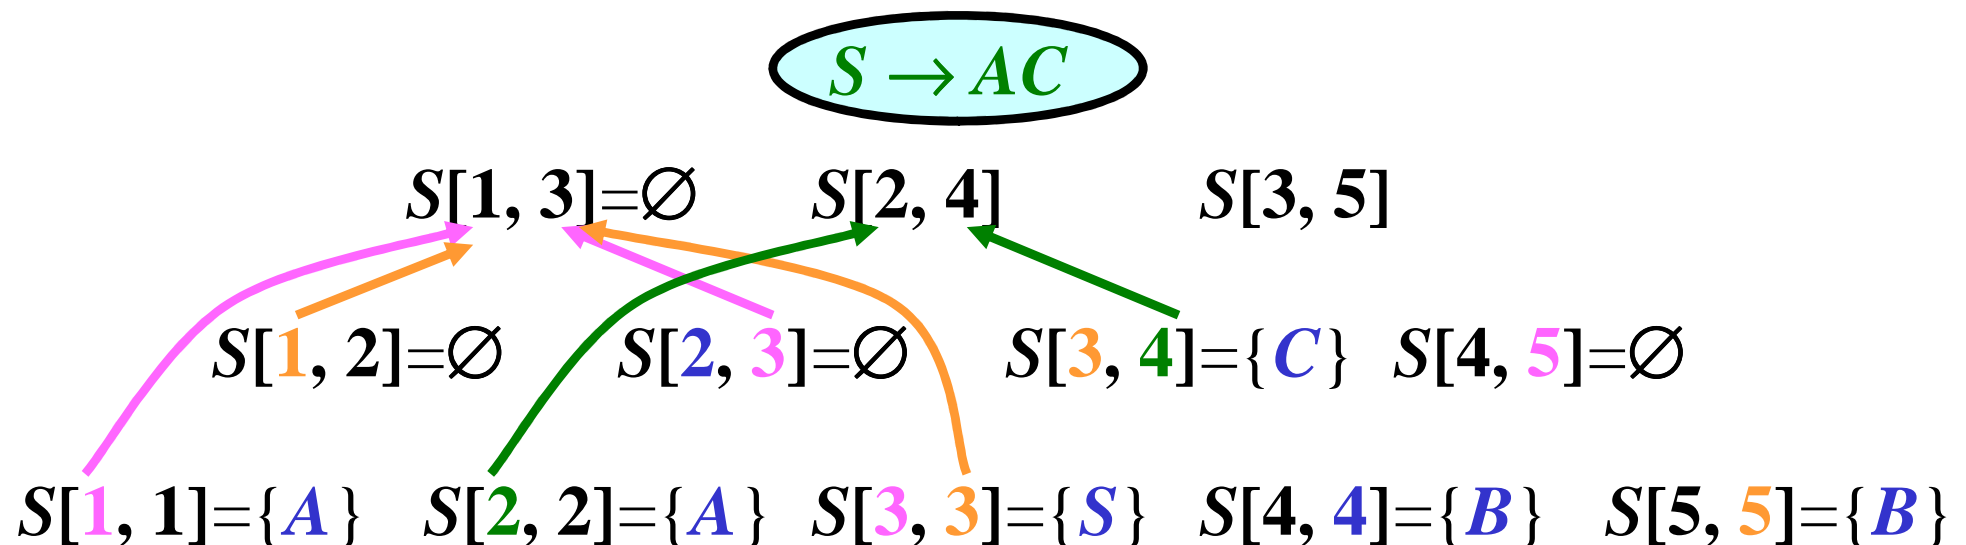 S → AC
S[1, 3]=∅ S[2, 4] S[3, 5]
S[1, 2]=∅ S[2, 3]=∅ S[3, 4]={C} S[4, 5]=∅
S[1, 1]={A} S[2, 2]={A} S[3, 3]={S} S[4, 4]={B} S[5, 5]={B}